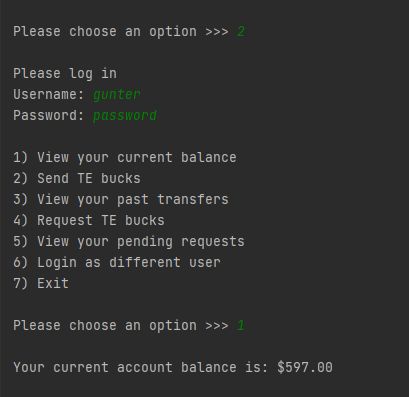 Please choose an option >>> 2
Please log in
Username: gunter
Password: password
1) View your current balance
2) Send TE bucks
3) View your past transfers
4) Request TE bucks
5) View your pending requests
6) Login as different user
7) Exit
Please choose an option >>> 1
Your current account balance is: $597.00